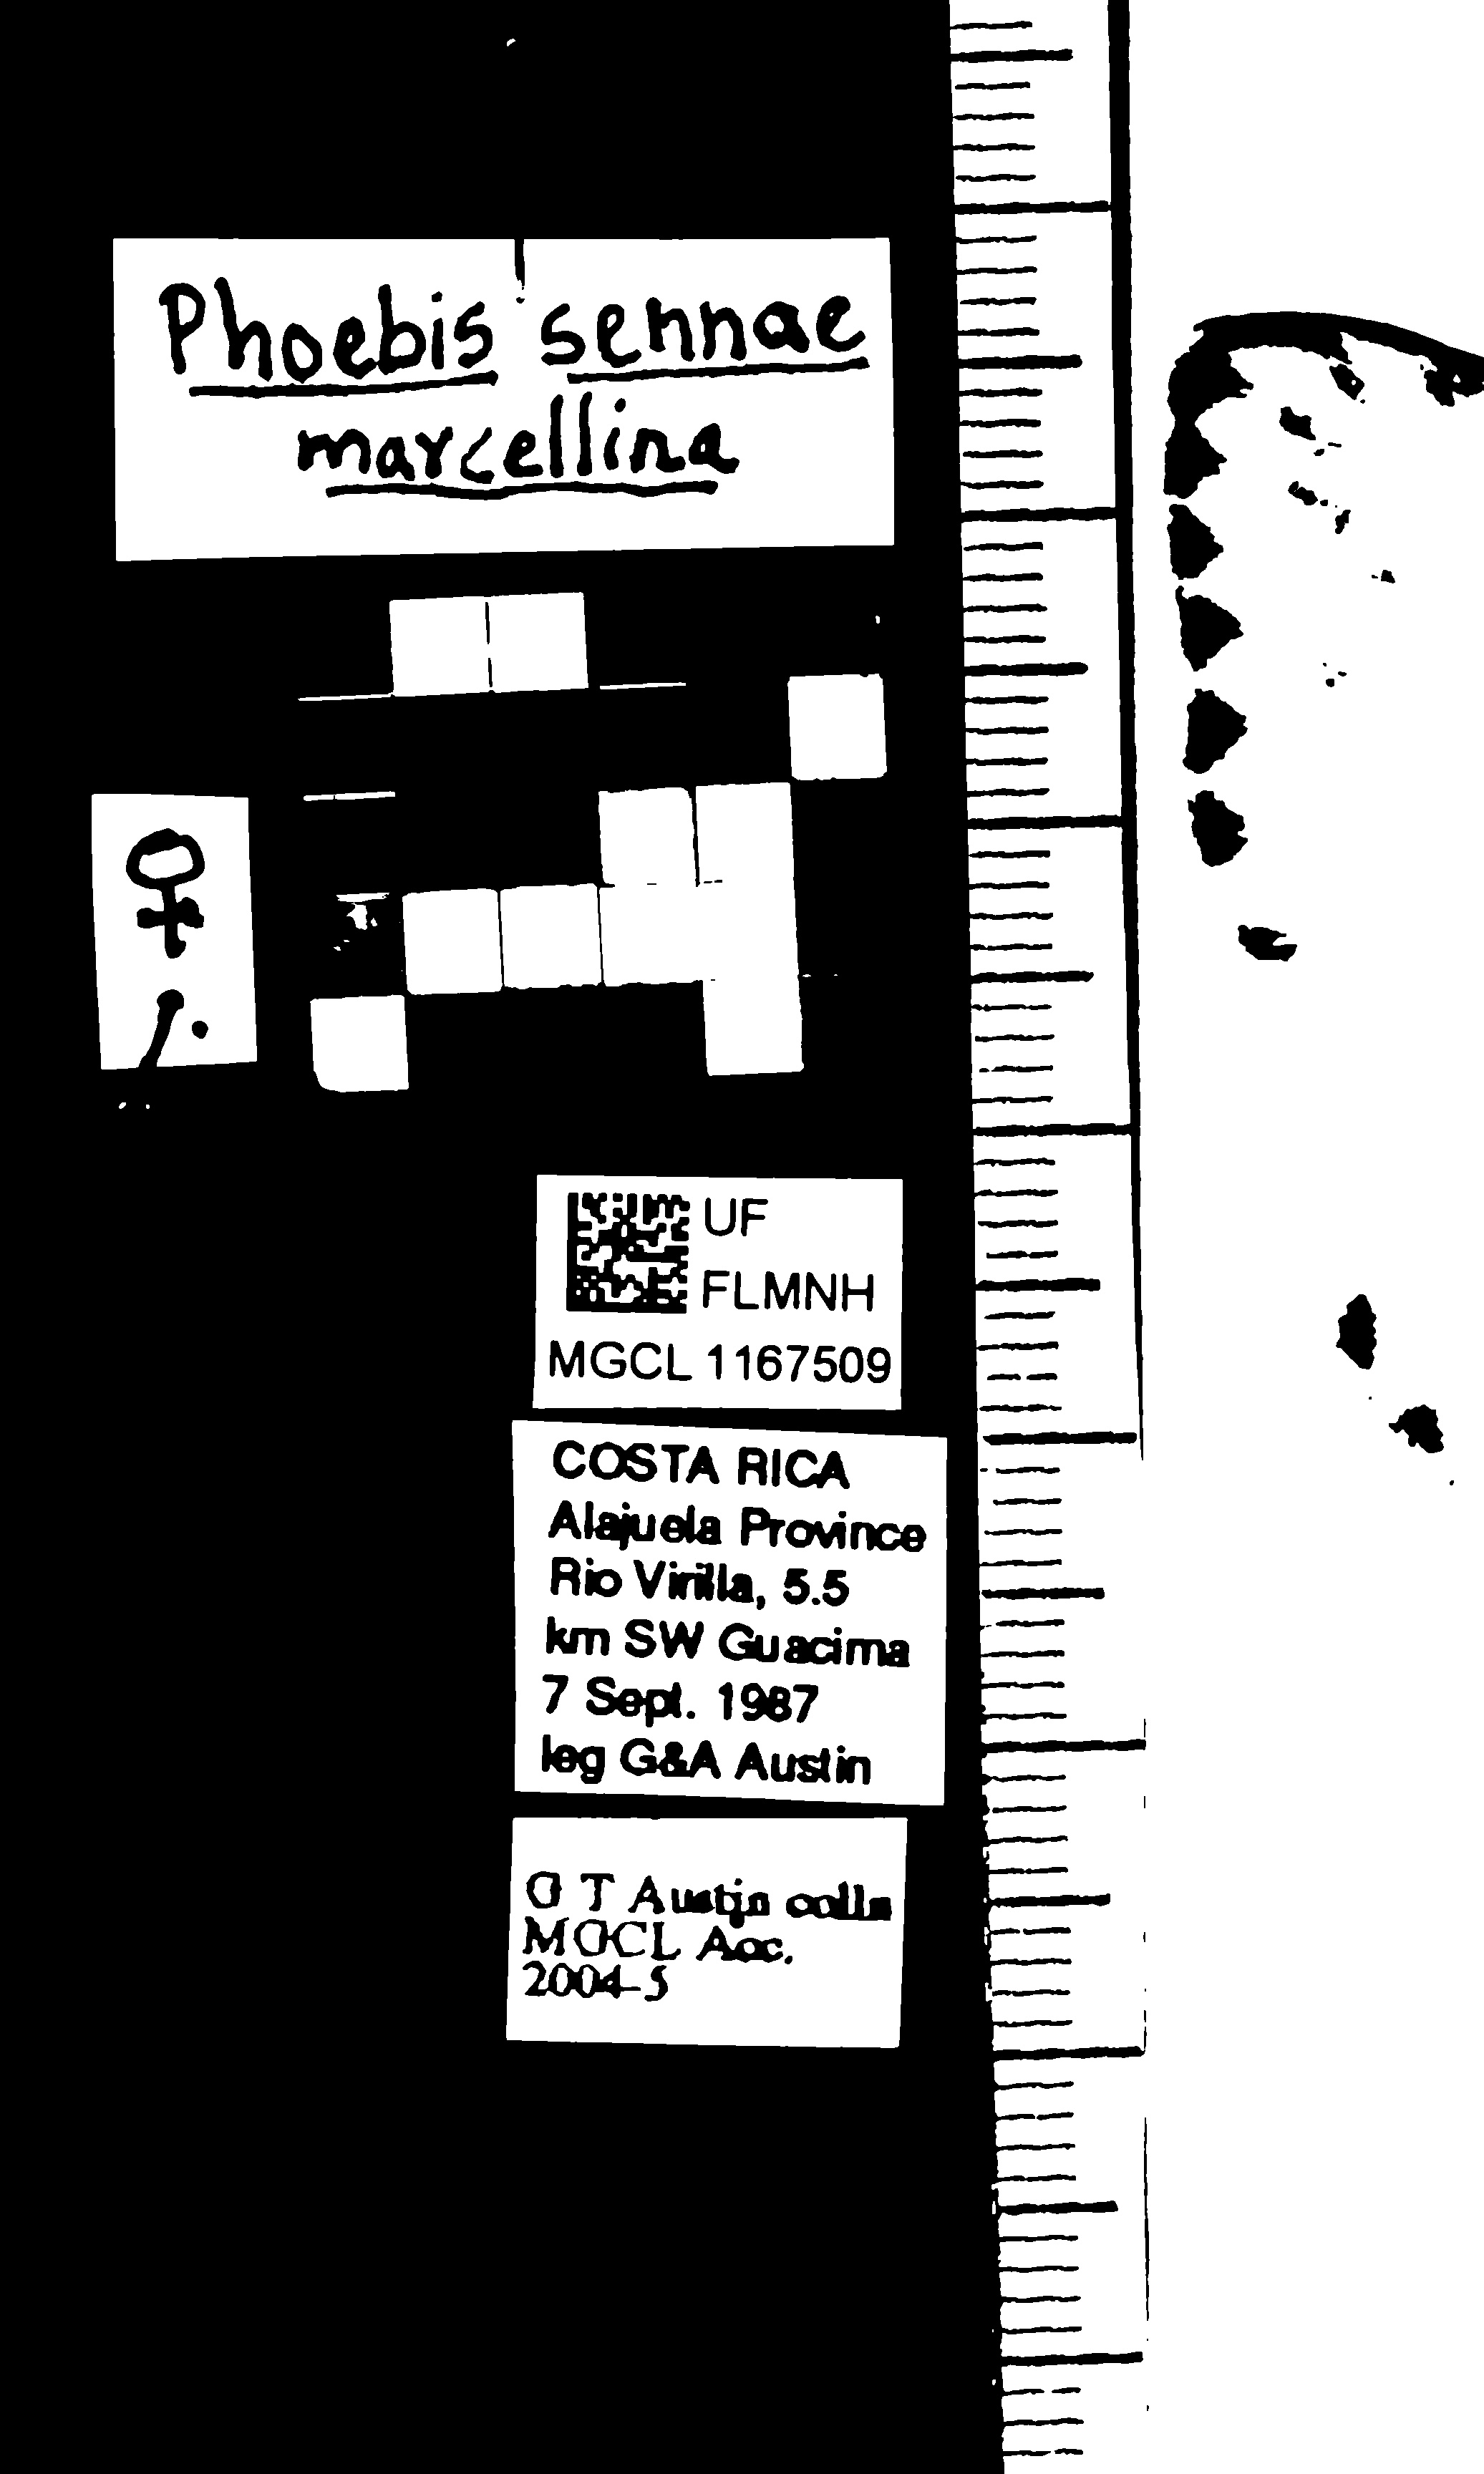 Phoebis sennae
marcellina
♀
UF
FLMNH
MGCL 1167509
COSTA RICA
Alajuela Province
Rio Virilla, 5.5
km SW Guacima
7 Sept. 1987
leg G&A Austin
G T Austin colln
MGCL Acc.
2004-5